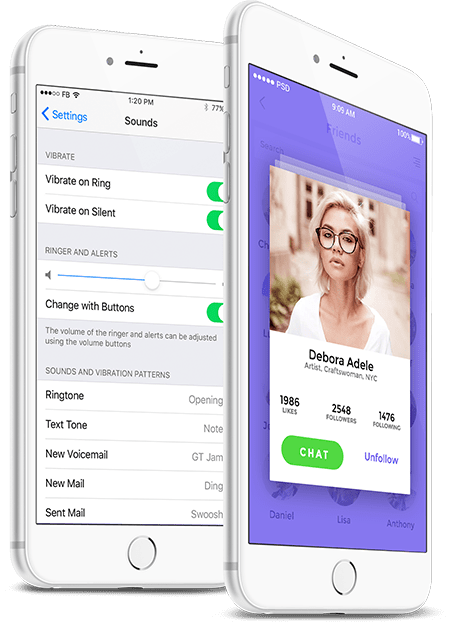 FB
1:20 PM
77%
Settings
Sounds
VIBRATE
Vibrate on Ring
Vibrate on Silent
RINGER AND ALERTS
Change with Buttons
The volume of the ringer and alerts can be adjusted
using the volume buttons
SOUNDS AND VIBRATION PATTERNS
Ringtone Opening
Text Tone Note
New Voicemail GT Jam
New Mail Ding
Sent Mail Swoosh
PSD
9:09 AM
100%
Friends
Search
Debora Adele
Artist, Craftswoman, NYC
1986
LIKES
2548
FOLLOWERS
1476
FOLLOWING
CHAT
Unfollow
Daniel
Lisa
Anthony